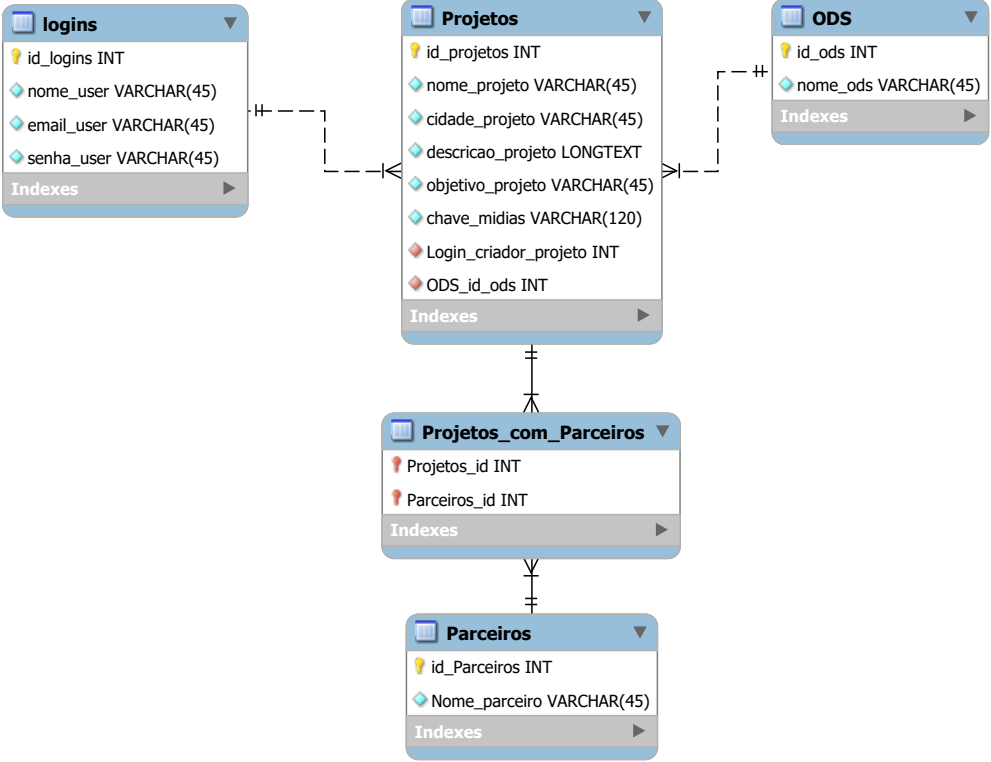 logins
id_logins INT
nome_user VARCHAR(45)
email_user VARCHAR(45)
senha_user VARCHAR(45)
Indexes
Projetos
id_projetos INT
nome_projeto VARCHAR(45)
cidade_projeto VARCHAR(45)
descricao_projeto LONGTEXT
objetivo_projeto VARCHAR(45)
chave_midias VARCHAR(120)
Login_criador_projeto INT
ODS_id_ods INT
Indexes
ODS
id_ods INT
nome_ods VARCHAR(45)
Indexes
Projetos_com_Parceiros
Projetos_id INT
Parceiros_id INT
Indexes
Parceiros
id_Parceiros INT
Nome_parceiro VARCHAR(45)
Indexes